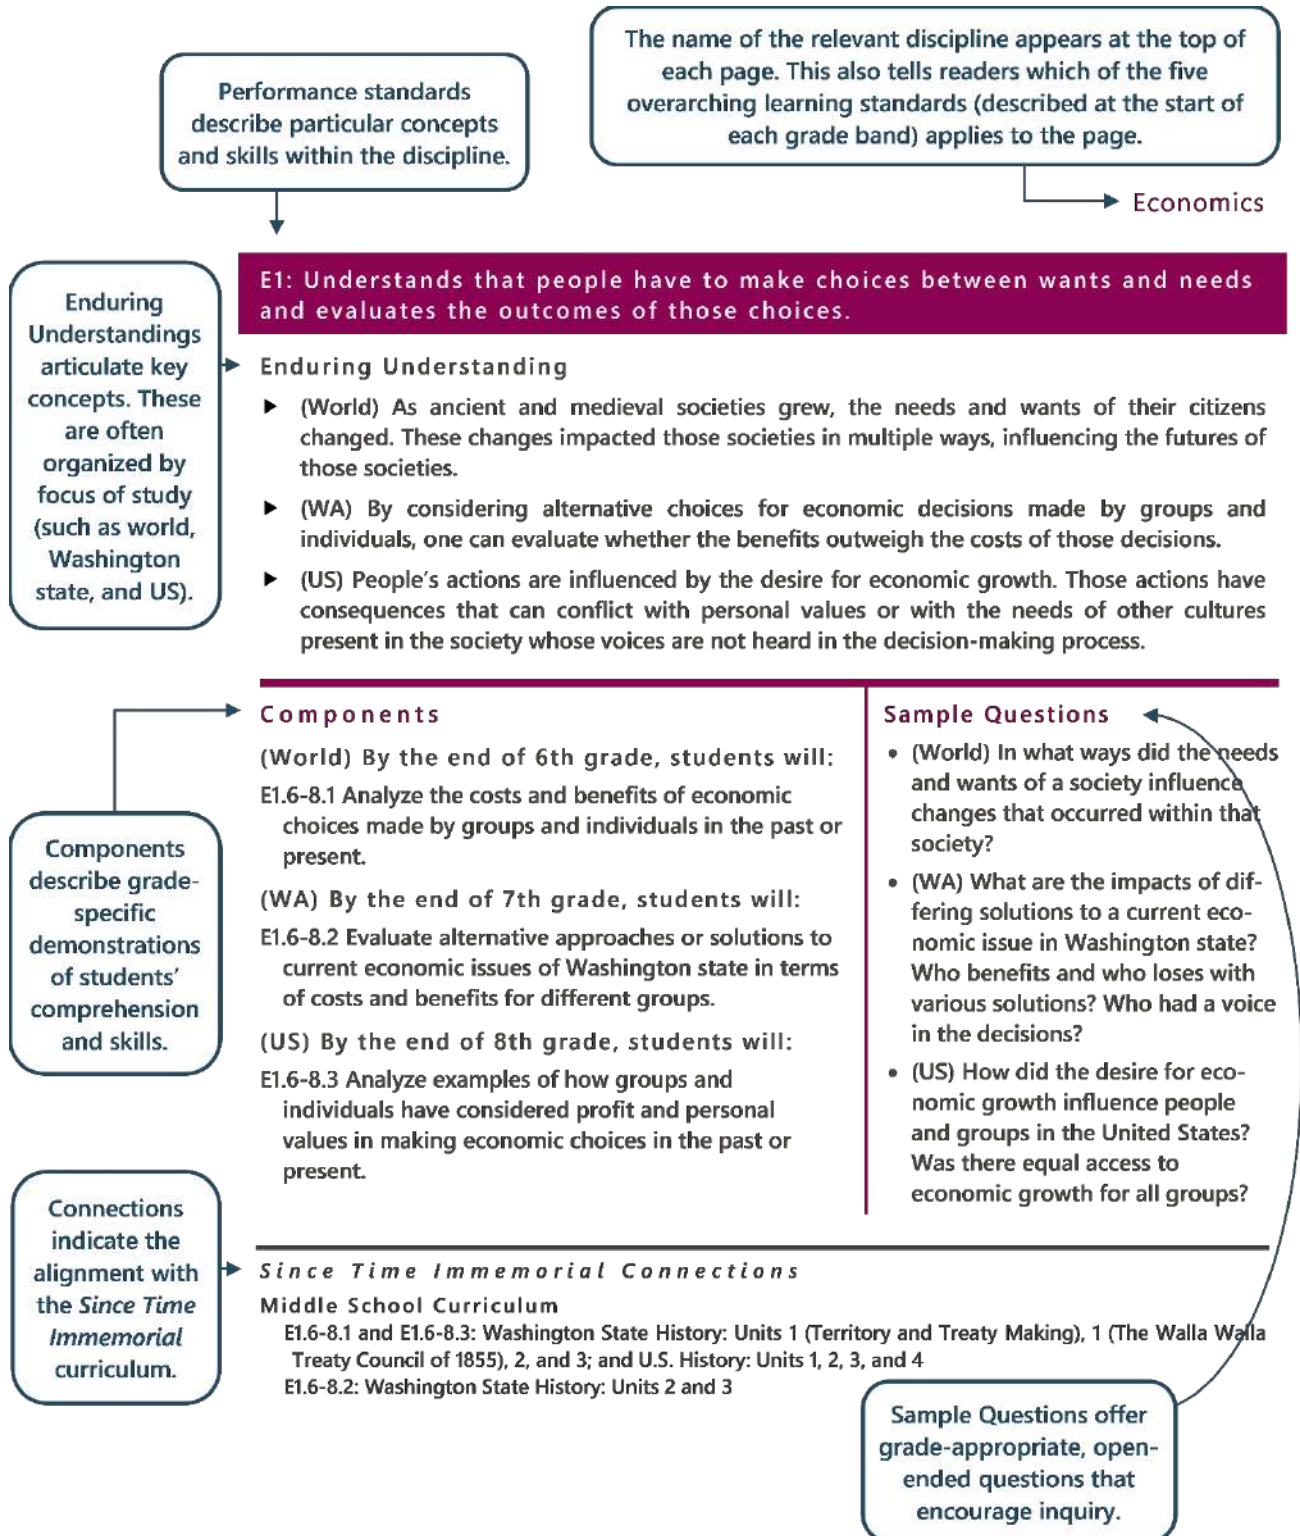 The name of the relevant discipline appears at the top of
each page. This also tells readers which of the five
overarching learning standards (described at the start of
each grade band) applies to the page.
Performance standards
describe particular concepts
and skills within the discipline.
Economics
E1: Understands that people have to make choices between wants and needs
and evaluates the outcomes of those choices.
Enduring
Understandings
articulate key
concepts. These
are often
organized by
focus of study
(such as world,
Washington
state, and US).
Enduring Understanding
▶ (World) As ancient and medieval societies grew, the needs and wants of their citizens
changed. These changes impacted those societies in multiple ways, influencing the futures of
those societies.
▶ (WA) By considering alternative choices for economic decisions made by groups and
individuals, one can evaluate whether the benefits outweigh the costs of those decisions.
▶ (US) People's actions are influenced by the desire for economic growth. Those actions have
consequences that can conflict with personal values or with the needs of other cultures
present in the society whose voices are not heard in the decision-making process.
Components
(World) By the end of 6th grade, students will:
E1.6-8.1 Analyze the costs and benefits of economic
choices made by groups and individuals in the past or
present.
(WA) By the end of 7th grade, students will:
E1.6-8.2 Evaluate alternative approaches or solutions to
current economic issues of Washington state in terms
of costs and benefits for different groups.
(US) By the end of 8th grade, students will:
E1.6-8.3 Analyze examples of how groups and
individuals have considered profit and personal
values in making economic choices in the past or
present.
Sample Questions
• (World) In what ways did the needs
and wants of a society influence
changes that occurred within that
society?
• (WA) What are the impacts of dif-
fering solutions to a current eco-
nomic issue in Washington state?
Who benefits and who loses with
various solutions? Who had a voice
in the decisions?
• (US) How did the desire for eco-
nomic growth influence people
and groups in the United States?
Was there equal access to
economic growth for all groups?
Components
describe grade-
specific
demonstrations
of students'
comprehension
and skills.
Connections
indicate the
alignment with
the Since Time
Immemorial
curriculum.
Since Time Immemorial Connections
Middle School Curriculum
E1.6-8.1 and E1.6-8.3: Washington State History: Units 1 (Territory and Treaty Making), 1 (The Walla Walla
Treaty Council of 1855), 2, and 3; and U.S. History: Units 1, 2, 3, and 4
E1.6-8.2: Washington State History: Units 2 and 3
Sample Questions offer
grade-appropriate, open-
ended questions that
encourage inquiry.